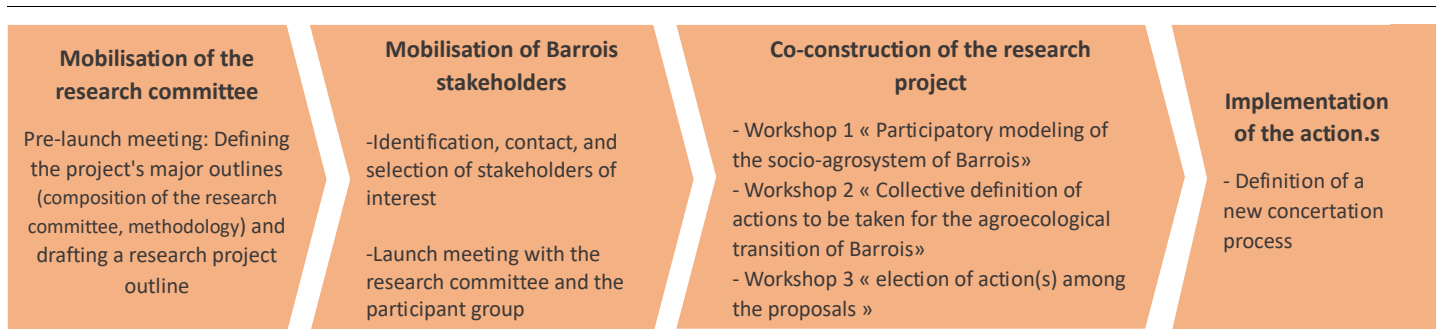 Mobilisation of the
research committee
Pre-launch meeting: Defining
the project's major outlines
(composition of the research
committee, methodology) and
drafting a research project
outline
Mobilisation of Barrois
stakeholders
-Identification, contact, and
selection of stakeholders of
interest
-Launch meeting with the
research committee and the
participant group
Co-construction of the research
project
- Workshop 1 « Participatory modeling of
the socio-agrosystem of Barrois»
- Workshop 2 « Collective definition of
actions to be taken for the agroecological
transition of Barrois»
- Workshop 3 « election of action(s) among
the proposals »
Implementation
of the action.s
- Definition of a
new concertation
process